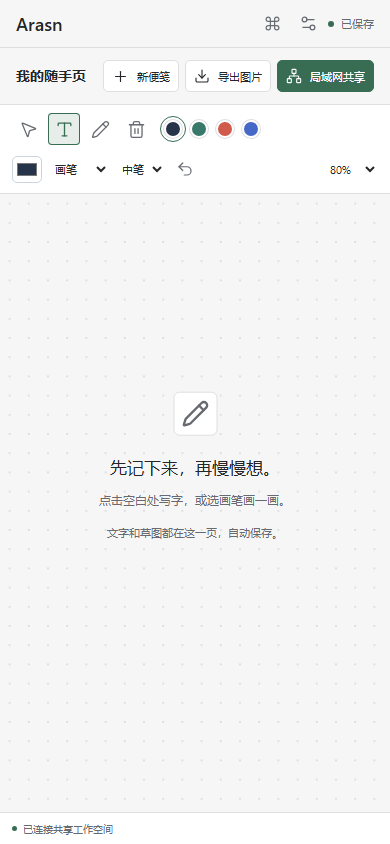 Arasn
已保存
我的随手页
新便笺
导出图片
局域网共享
画笔
中笔
80%
先记下来，再慢慢想。
点击空白处写字，或选画笔画一画。
文字和草图都在这一页，自动保存。
已连接共享工作空间